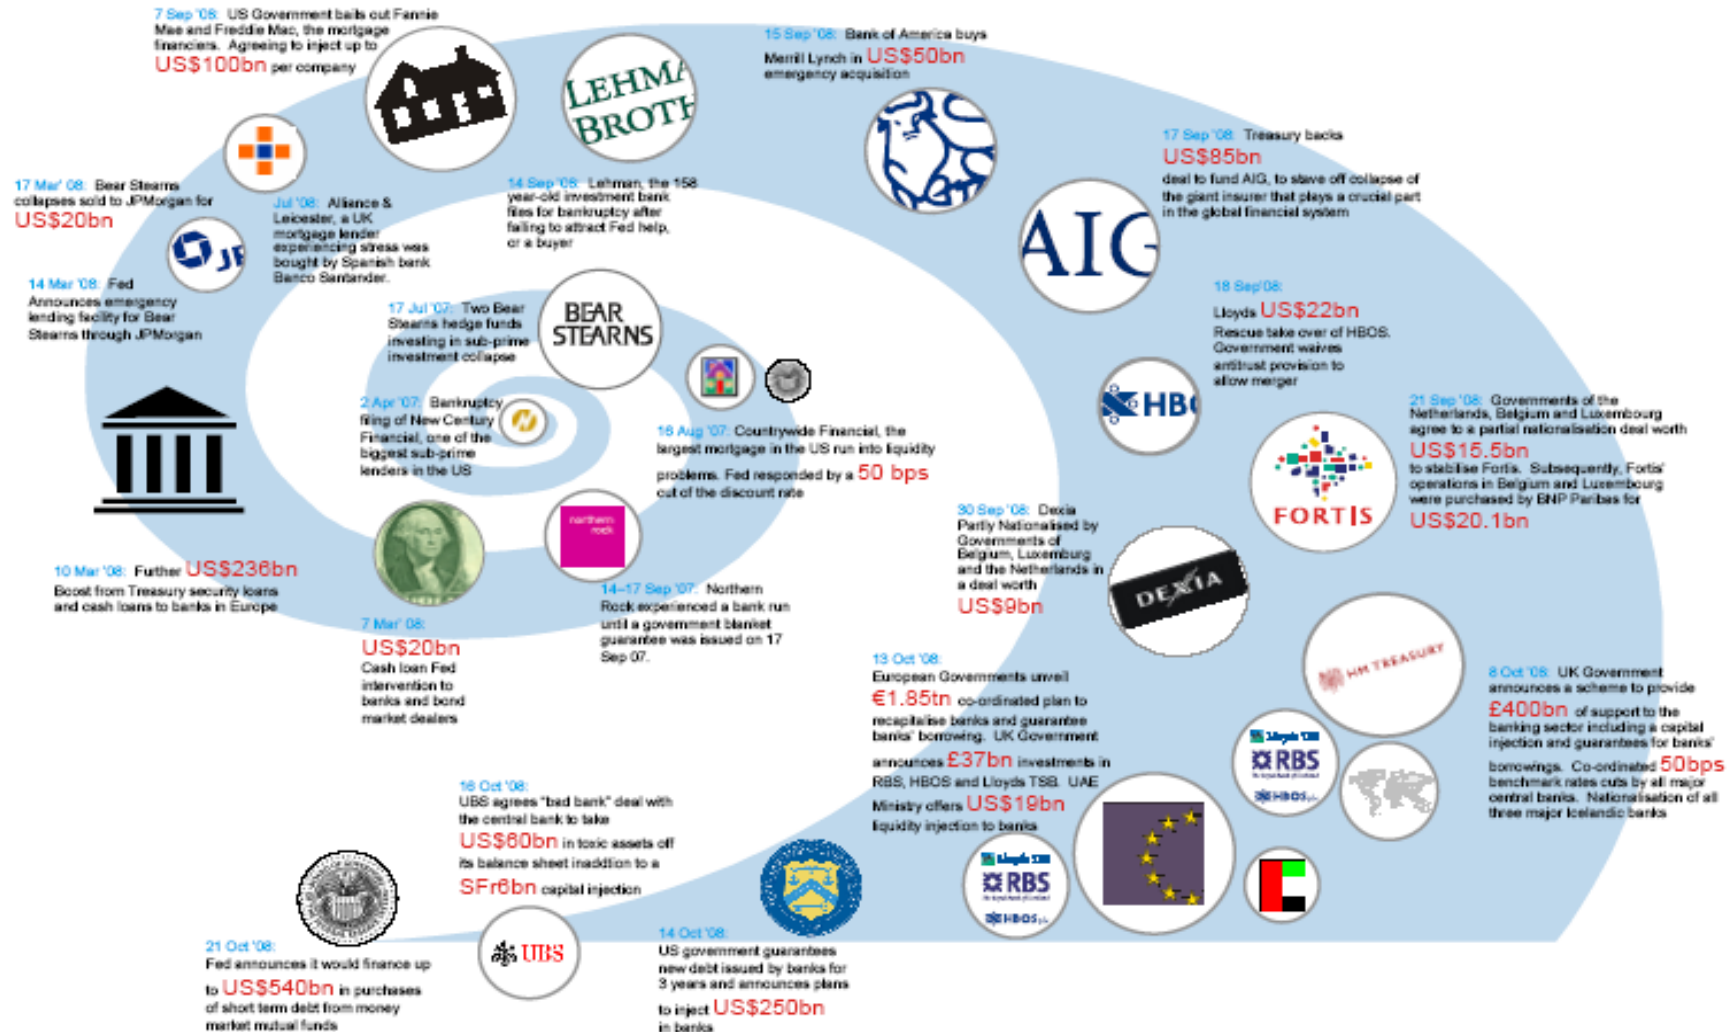 7 Sep '08: US Government bails out Fannie
Mae and Freddie Mac, the mortgage
financiers. Agreeing to inject up to
US$100bn per company
LEHMA
BROTH
15 Sep '08: Bank of America buys
Merrill Lynch in US$50bn
emergency acquisition
17 Sep '08: Treasury backs
US$85bn
deal to fund AIG, to stave off collapse of
the giant insurer that plays a crucial part
in the global financial system
AIG
17 Mar' 08: Bear Stearns
collapses sold to JPMorgan for
US$20bn
JP
Jul '08: Alliance &
Leicester, a UK
mortgage lender
experiencing stress was
bought by Spanish bank
Banco Santander.
14 Sep '08: Lehman, the 158
year-old investment bank
files for bankruptcy after
failing to attract Fed help,
or a buyer
14 Mar '08: Fed
Announces emergency
lending facility for Bear
Stearns through JPMorgan
17 Jul '07: Two Bear
Stearns hedge funds
investing in sub-prime
investment collapse
BEAR
STEARNS
18 Sep'08:
Lloyds US$22bn
Rescue take over of HBOS.
Government waives
antitrust provision to
allow merger
HBO
2 Apr '07: Bankruptcy
filing of New Century
Financial, one of the
biggest sub-prime
lenders in the US
16 Aug '07: Countrywide Financial, the
largest mortgage in the US run into liquidity
problems. Fed responded by a 50 bps
cut of the discount rate
21 Sep '08: Governments of the
Netherlands, Belgium and Luxembourg
agree to a partial nationalisation deal worth
US$15.5bn
to stabilise Fortis. Subsequently, Fortis'
operations in Belgium and Luxembourg
were purchased by BNP Paribas for
US$20.1bn
FORTIS
30 Sep '08: Dexia
Partly Nationalised by
Governments of
Belgium, Luxemburg
and the Netherlands in
a deal worth
US$9bn
DEXIA
northern
rock
10 Mar '08: Further US$236bn
Boost from Treasury security loans
and cash loans to banks in Europe
14–17 Sep '07: Northern
Rock experienced a bank run
until a government blanket
guarantee was issued on 17
Sep 07.
7 Mar' 08:
US$20bn
Cash loan Fed
intervention to
banks and bond
market dealers
HM TREASURY
13 Oct '08:
European Governments unveil
€1.85tn co-ordinated plan to
recapitalise banks and guarantee
banks' borrowing. UK Government
announces £37bn investments in
RBS, HBOS and Lloyds TSB. UAE
Ministry offers US$19bn
liquidity injection to banks
8 Oct '08: UK Government
announces a scheme to provide
£400bn of support to the
banking sector including a capital
injection and guarantees for banks'
borrowings. Co-ordinated 50bps
benchmark rates cuts by all major
central banks. Nationalisation of all
three major Icelandic banks
Lloyds TSB
RBS
HBOS
16 Oct '08:
UBS agrees "bad bank" deal with
the central bank to take
US$60bn in toxic assets off
its balance sheet inaddtion to a
SFr6bn capital injection
Lloyds TSB
RBS
HBOS
UBS
21 Oct '08:
Fed announces it would finance up
to US$540bn in purchases
of short term debt from money
market mutual funds
14 Oct '08:
US government guarantees
new debt issued by banks for
3 years and announces plans
to inject US$250bn
in banks